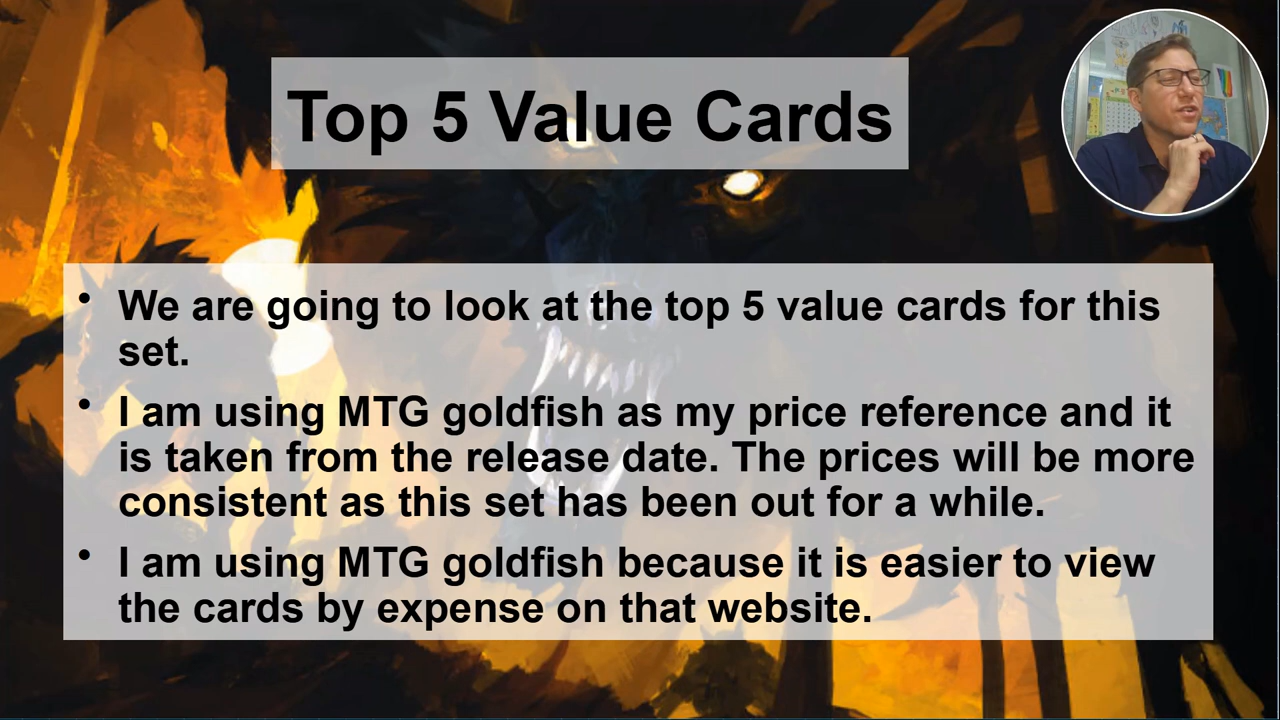 Top 5 Value Cards
• We are going to look at the top 5 value cards for this
set.
• I am using MTG goldfish as my price reference and it
is taken from the release date. The prices will be more
consistent as this set has been out for a while.
• I am using MTG goldfish because it is easier to view
the cards by expense on that website.